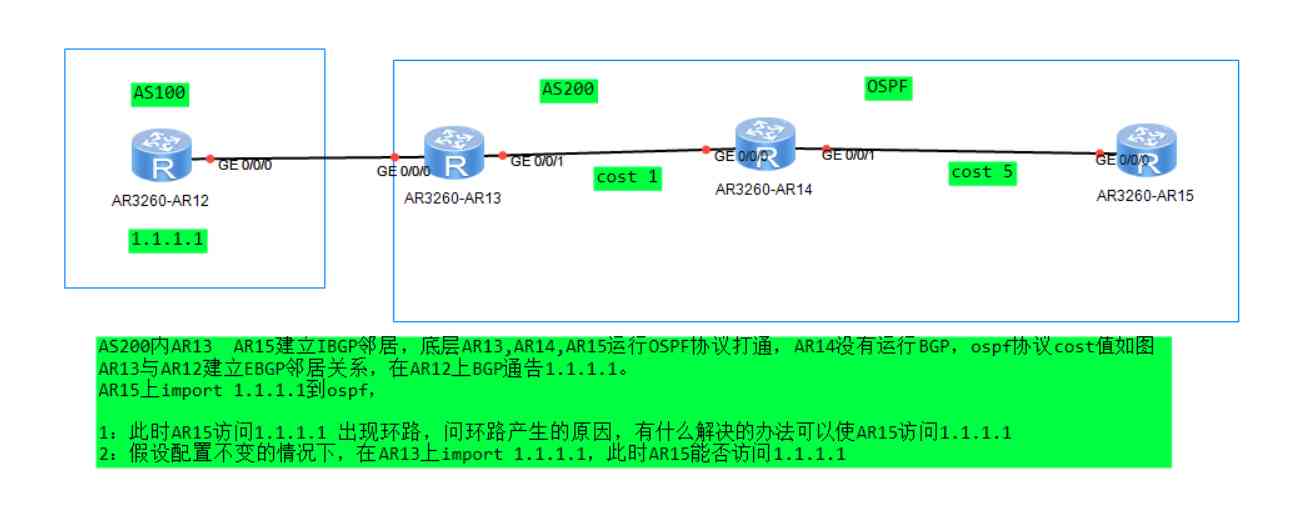 AS100
AS200
OSPF
R
R
R
R
GE 0/0/0
GE 0/0/0
GE 0/0/1
GE 0/0/0
GE 0/0/1
GE 0/0/0
cost 1
cost 5
AR3260-AR12
AR3260-AR13
AR3260-AR14
AR3260-AR15
1.1.1.1
AS200内AR13 AR15建立IBGP邻居，底层AR13,AR14,AR15运行OSPF协议打通，AR14没有运行BGP，ospf协议cost值如图
AR13与AR12建立EBGP邻居关系，在AR12上BGP通告1.1.1.1。
AR15上import 1.1.1.1到ospf，
1：此时AR15访问1.1.1.1 出现环路，问环路产生的原因，有什么解决的办法可以使AR15访问1.1.1.1
2：假设配置不变的情况下，在AR13上import 1.1.1.1，此时AR15能否访问1.1.1.1